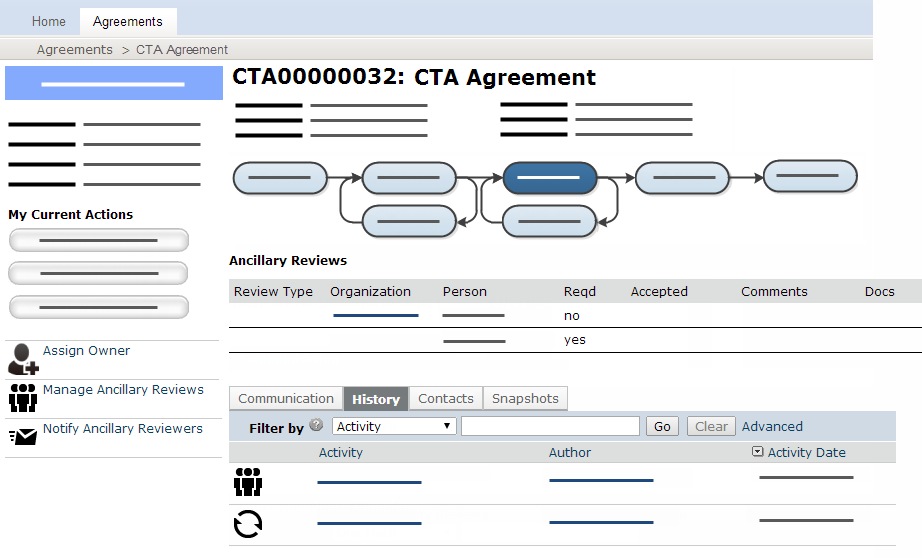 Home Agreements
Agreements > CTA Agreement
CTA00000032: CTA Agreement
My Current Actions
Assign Owner
Manage Ancillary Reviews
Notify Ancillary Reviewers
Ancillary Reviews
Review Type Organization Person Reqd Accepted Comments Docs
no
yes
Communication History Contacts Snapshots
Filter by ? Activity Go Clear Advanced
Activity Author Activity Date